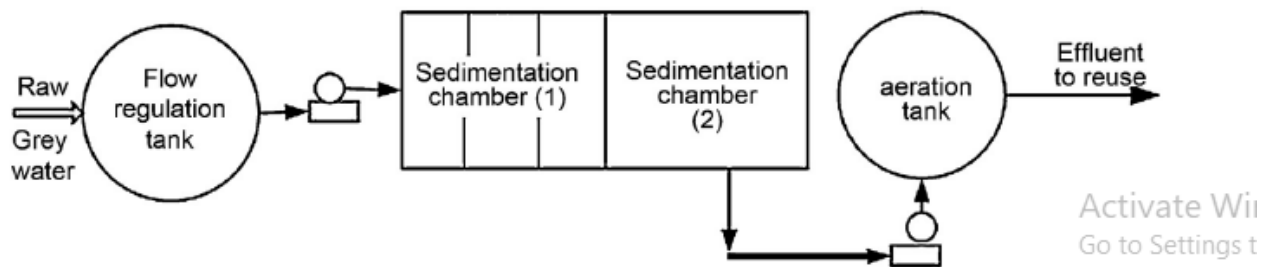 Raw
Grey
water
Flow
regulation
tank
Sedimentation
chamber (1)
Sedimentation
chamber
(2)
aeration
tank
Effluent
to reuse
Activate Wi
Go to Settings t